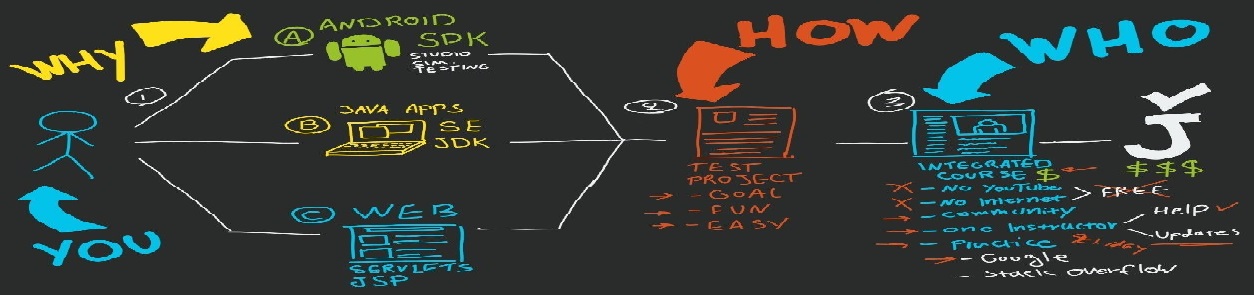 WHY
1
YOU
A ANDROID
SDK
STUDIO
SIM.
TESTING
B JAVA APPS
SE
JDK
C WEB
SERVLETS
JSP
HOW
2
TEST
PROJECT
- GOAL
- FUN
- EASY
WHO
3
INTEGRATED
COURSE $
- NO YouTube
- No Internet
FREE
- Community
- one Instructor
Help
Updates
- Practice
- Google
- Stack Overflow
JV
$$$